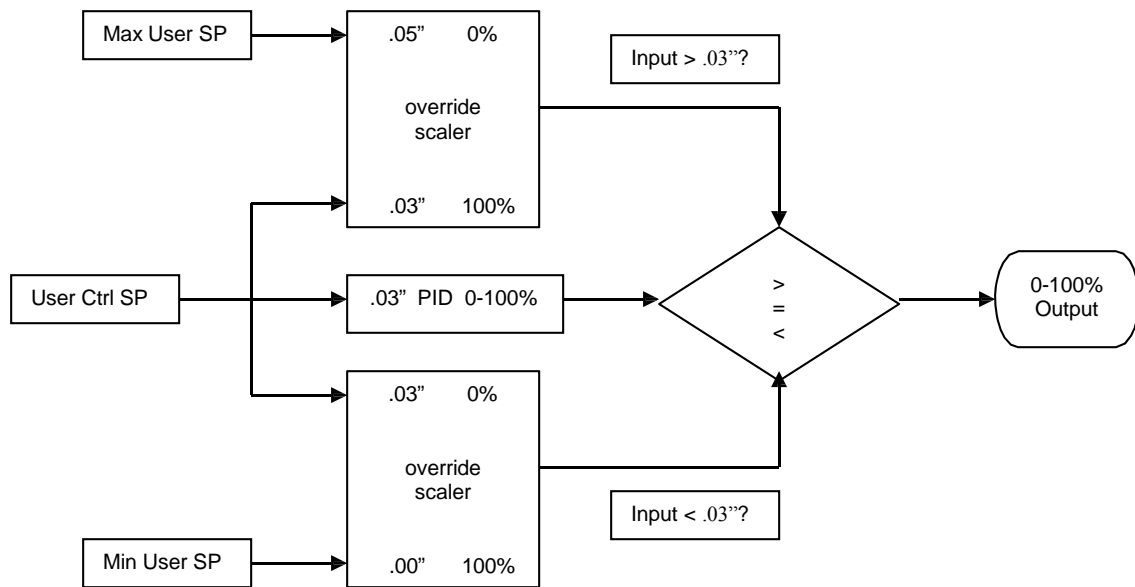 Max User SP
.05” 0%
override
scaler
.03” 100%
Input > .03”?
User Ctrl SP
.03” PID 0-100%
>
=
<
0-100%
Output
.03” 0%
override
scaler
.00” 100%
Input < .03”?
Min User SP